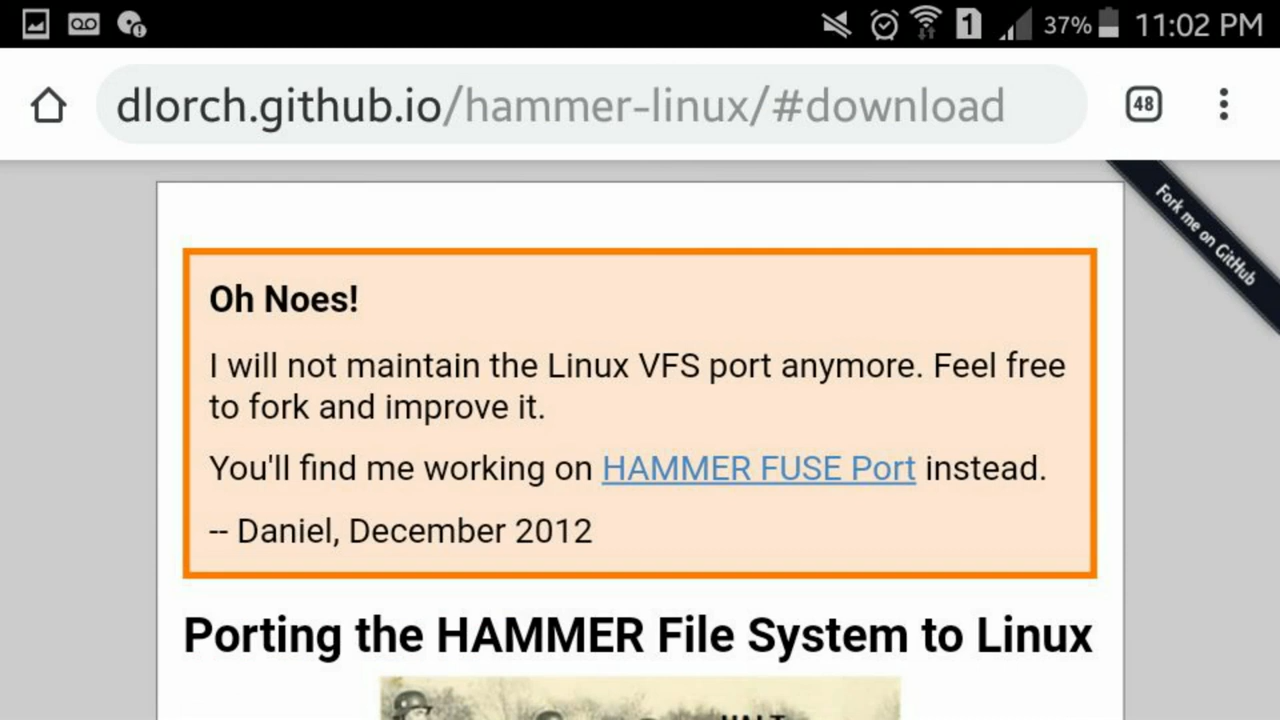 1 37% 11:02 PM
dlorch.github.io/hammer-linux/#download 48
Fork me on GitHub
Oh Noes!
I will not maintain the Linux VFS port anymore. Feel free
to fork and improve it.
You'll find me working on HAMMER FUSE Port instead.
-- Daniel, December 2012
Porting the HAMMER File System to Linux
HALT